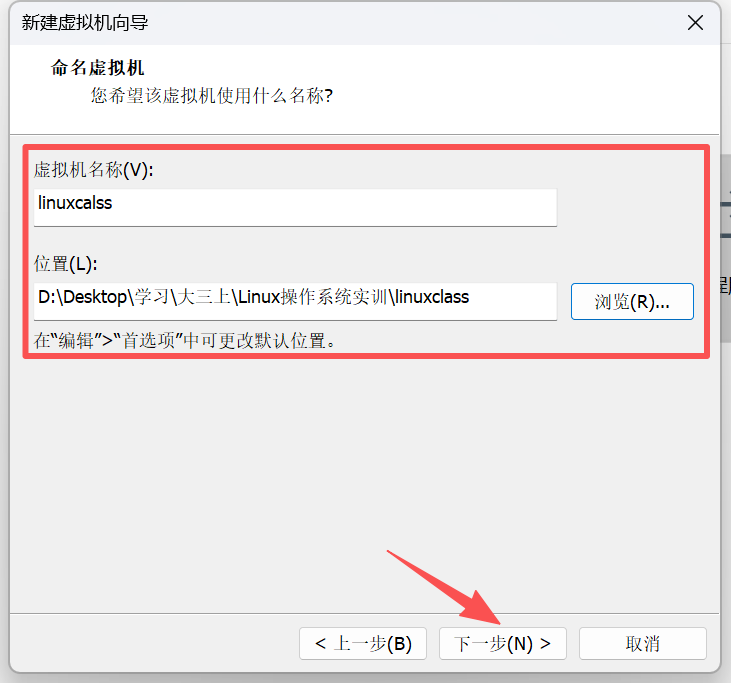 新建虚拟机向导
命名虚拟机
您希望该虚拟机使用什么名称?
虚拟机名称(V):
linuxcalss
位置(L):
D:\Desktop\学习\大三上\Linux操作系统实训\linuxclass
浏览(R)...
在“编辑”>“首选项”中可更改默认位置。
< 上一步(B)
下一步(N) >
取消